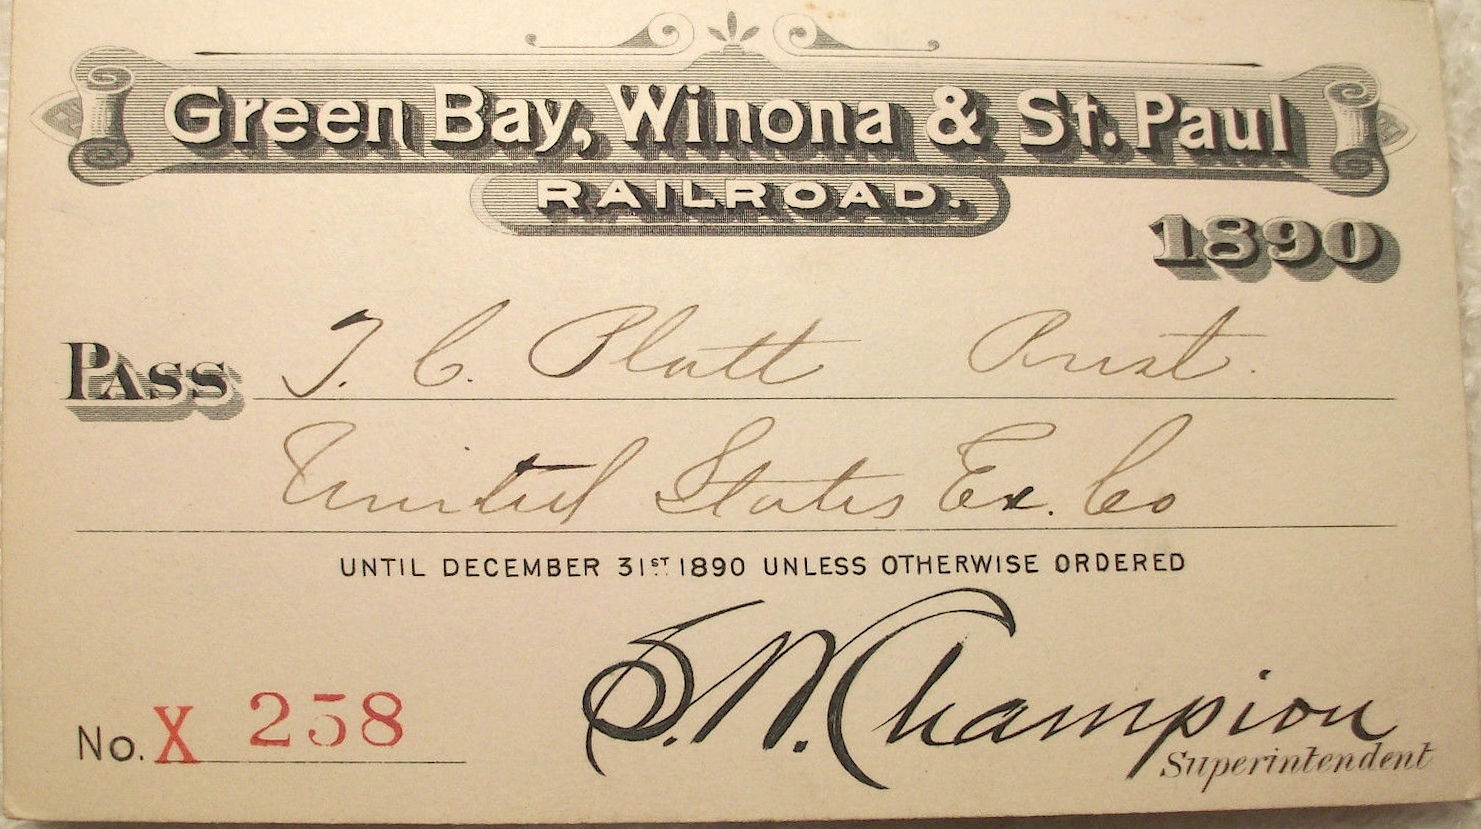 Green Bay, Winona & St. Paul
RAILROAD.
1890
PASS T. C. Platt Prest.
United States Ex. Co
UNTIL DECEMBER 31ST 1890 UNLESS OTHERWISE ORDERED
S. W. Champion
Superintendent
No. X 258